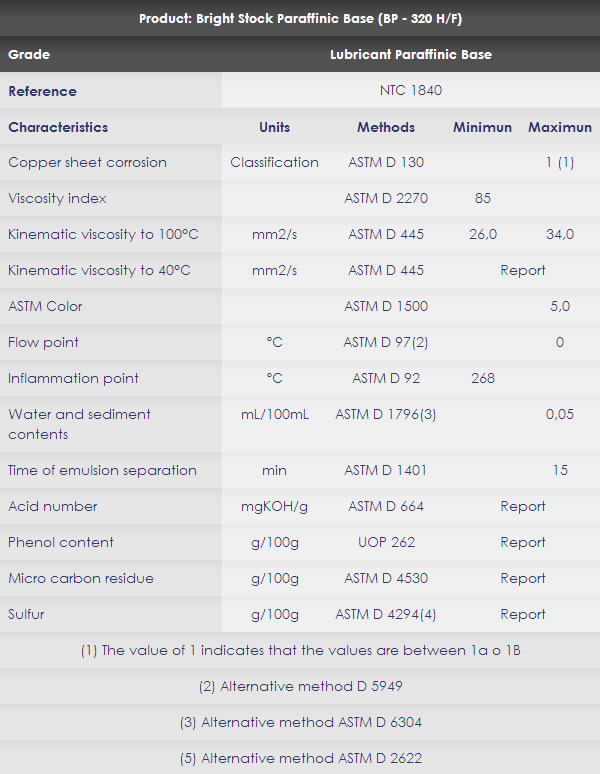 Product: Bright Stock Paraffinic Base (BP - 320 H/F)
Grade Lubricant Paraffinic Base
Reference NTC 1840
Characteristics Units Methods Minimun Maximun
Copper sheet corrosion Classification ASTM D 130 1 (1)
Viscosity index ASTM D 2270 85
Kinematic viscosity to 100°C mm2/s ASTM D 445 26,0 34,0
Kinematic viscosity to 40°C mm2/s ASTM D 445 Report
ASTM Color ASTM D 1500 5,0
Flow point °C ASTM D 97(2) 0
Inflammation point °C ASTM D 92 268
Water and sediment mL/100mL ASTM D 1796(3) 0,05
contents
Time of emulsion separation min ASTM D 1401 15
Acid number mgKOH/g ASTM D 664 Report
Phenol content g/100g UOP 262 Report
Micro carbon residue g/100g ASTM D 4530 Report
Sulfur g/100g ASTM D 4294(4) Report
(1) The value of 1 indicates that the values are between 1a o 1B
(2) Alternative method D 5949
(3) Alternative method ASTM D 6304
(5) Alternative method ASTM D 2622